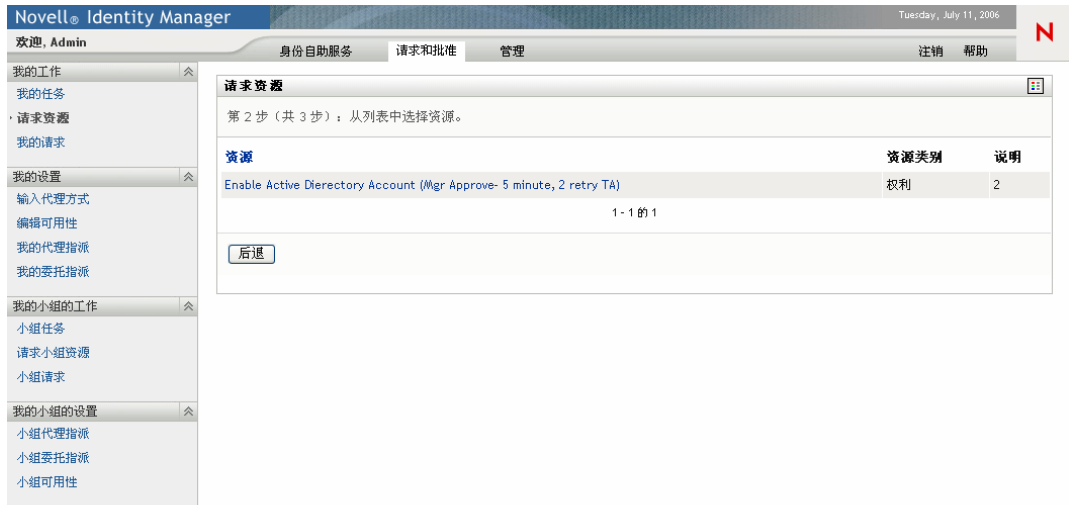 Novell® Identity Manager
Tuesday, July 11, 2006
N
欢迎, Admin
身份自助服务 请求和批准 管理 注销 帮助
我的工作
我的任务
请求资源
我的请求
我的设置
输入代理方式
编辑可用性
我的代理指派
我的委托指派
我的小组的工作
小组任务
请求小组资源
小组请求
我的小组的设置
小组代理指派
小组委托指派
小组可用性
请求资源
第 2 步（共 3 步）：从列表中选择资源。
资源 资源类别 说明
Enable Active Dierectory Account (Mgr Approve- 5 minute, 2 retry TA) 权利 2
1 - 1 的 1
后退